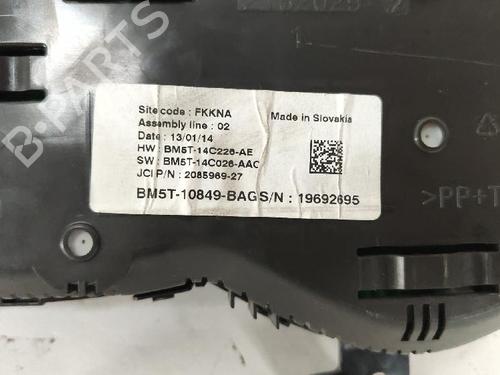 B-PARTS
Site code : FKKNA
Made in Slovakia
Assembly line : 02
Date : 13/01/14
HW : BM5T-14C226-AE
SW : BM5T-14C026-AAC
JCI P/N : 2085969-27
BM5T-10849-BAG S/N : 19692695
>PP+T